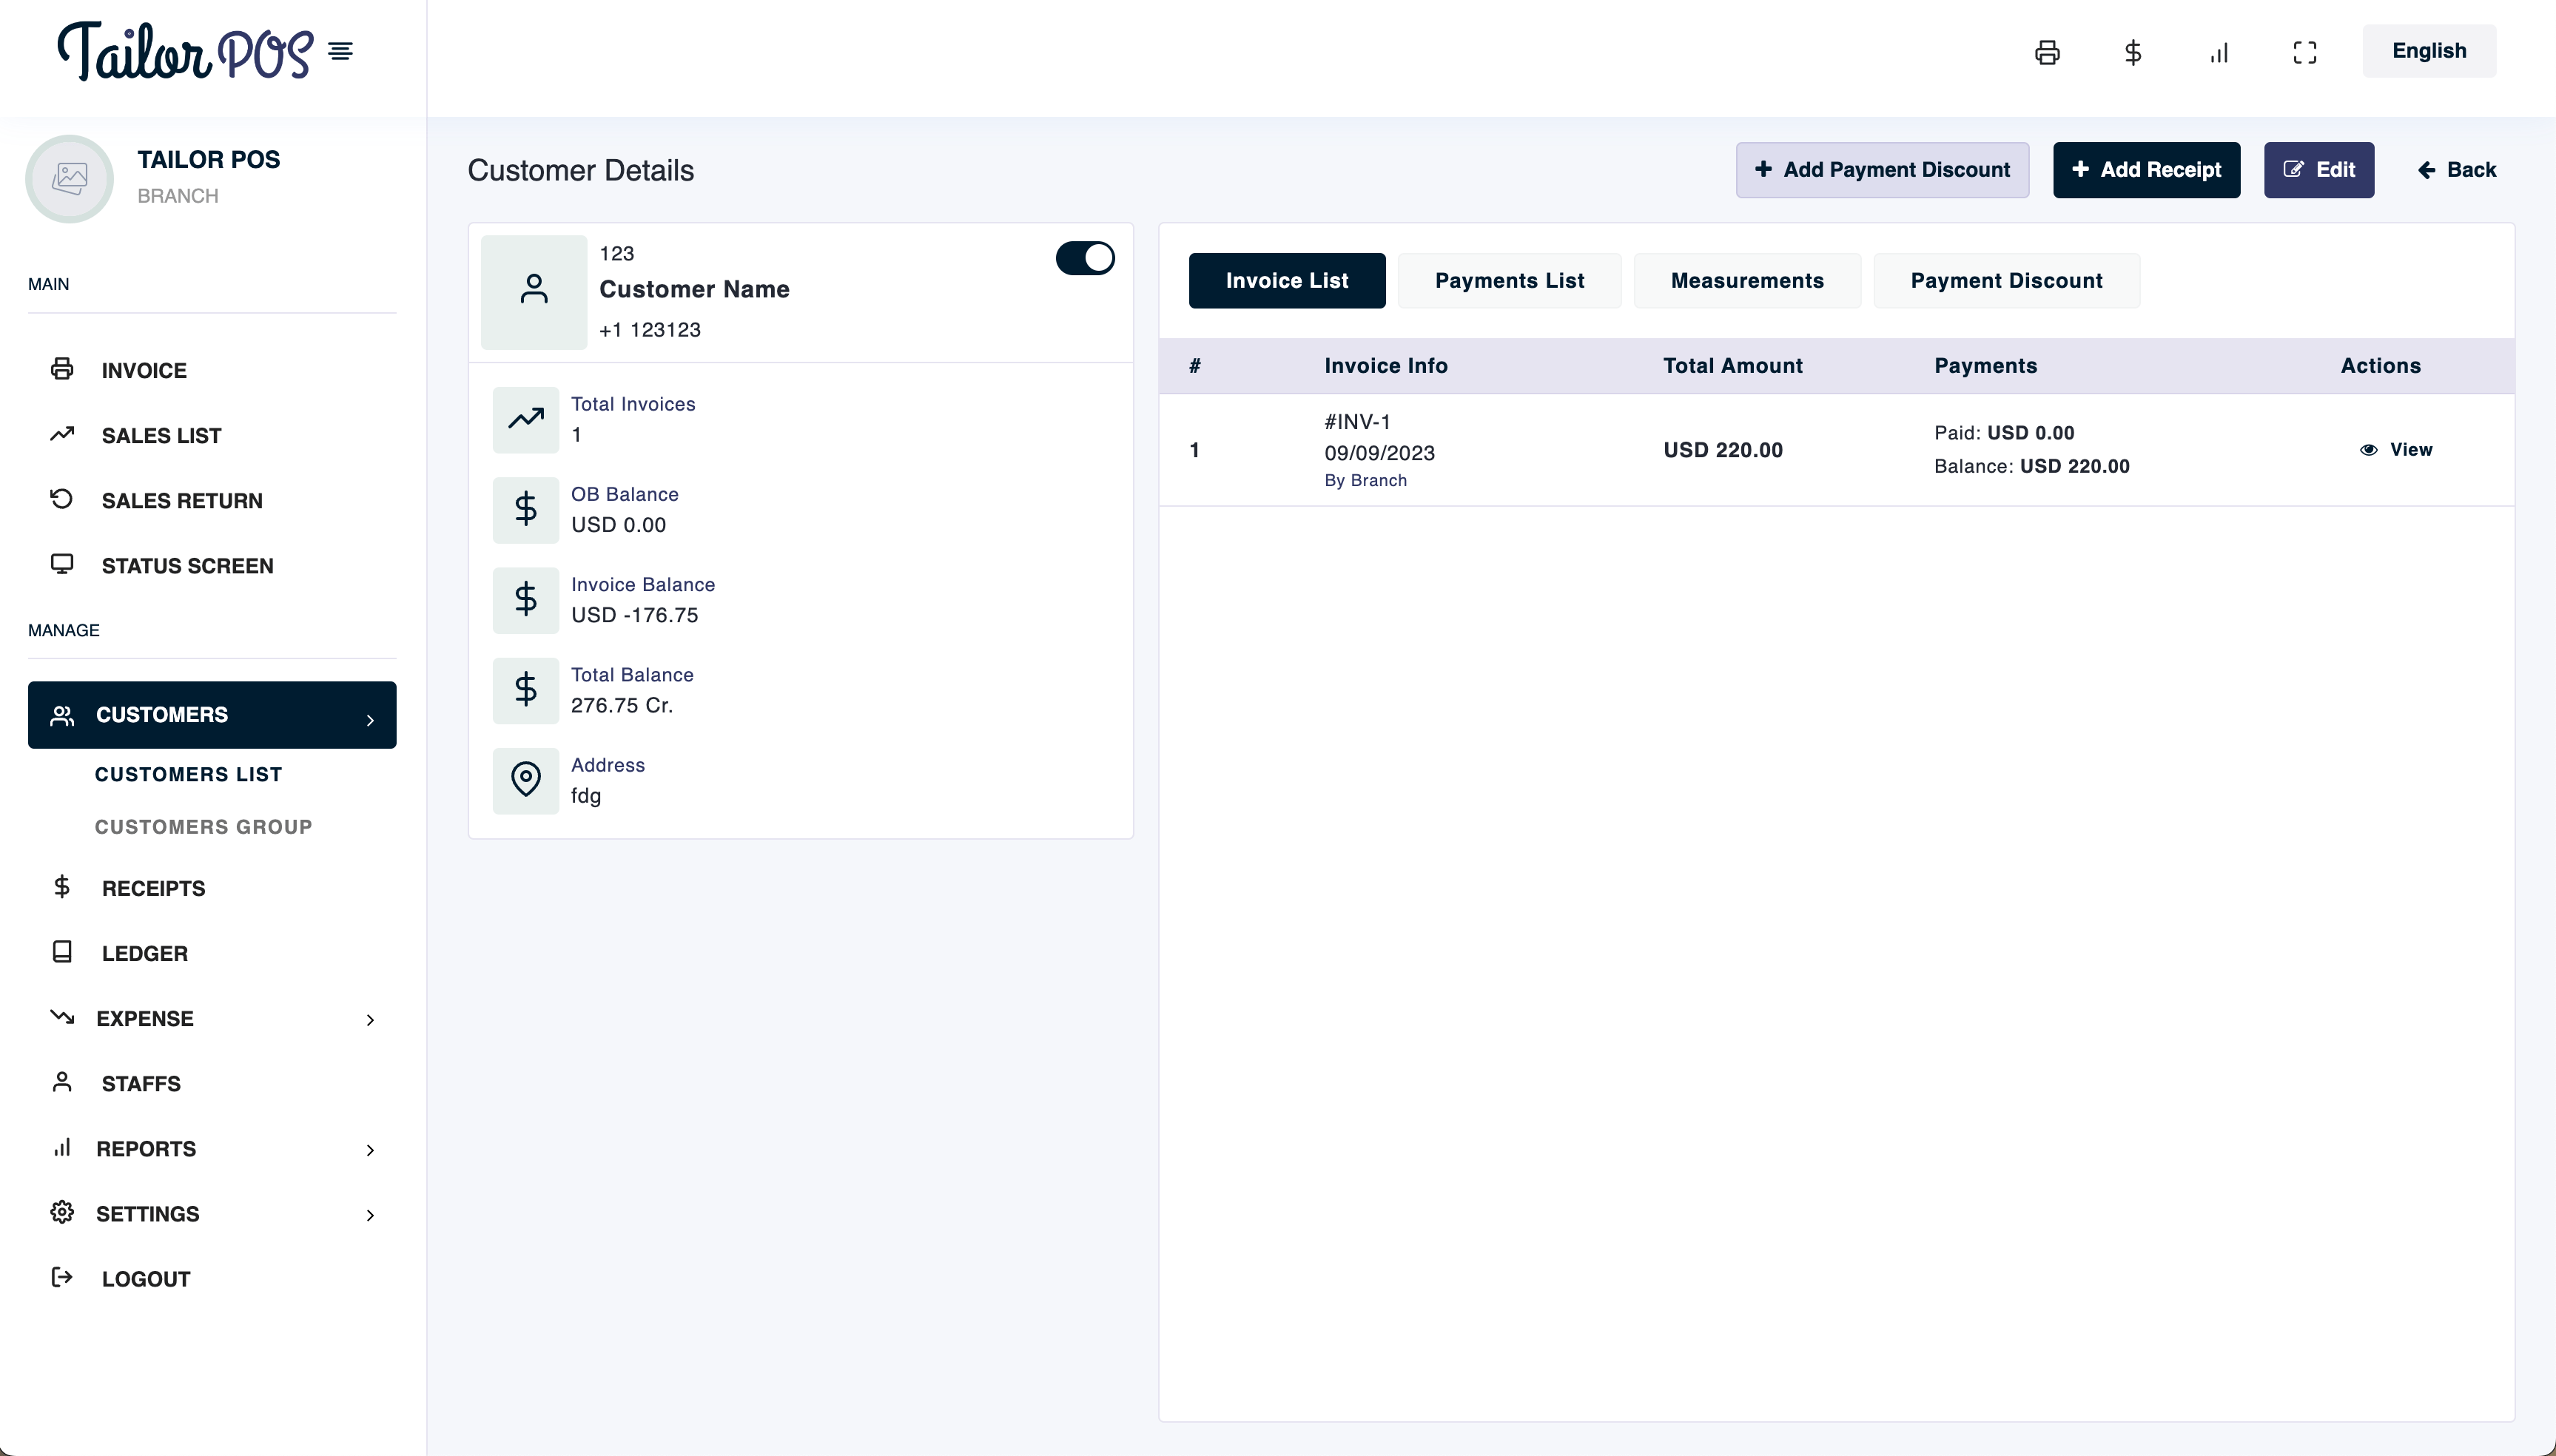 Tailor POS
English
TAILOR POS
BRANCH
MAIN
INVOICE
SALES LIST
SALES RETURN
STATUS SCREEN
MANAGE
CUSTOMERS
CUSTOMERS LIST
CUSTOMERS GROUP
RECEIPTS
LEDGER
EXPENSE
STAFFS
REPORTS
SETTINGS
LOGOUT
Customer Details
+ Add Payment Discount
+ Add Receipt
Edit
Back
123
Customer Name
+1 123123
Total Invoices
1
OB Balance
USD 0.00
Invoice Balance
USD -176.75
Total Balance
276.75 Cr.
Address
fdg
Invoice List
Payments List
Measurements
Payment Discount
# Invoice Info Total Amount Payments Actions
1
#INV-1
09/09/2023
By Branch
USD 220.00
Paid: USD 0.00
Balance: USD 220.00
View